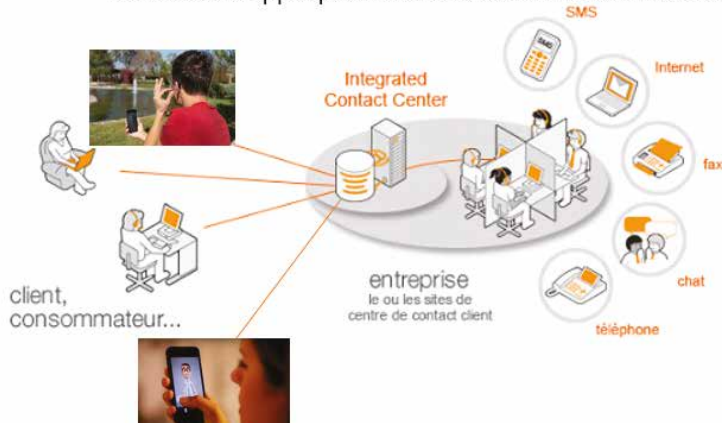 SMS
Internet
Integrated
Contact Center
fax
entreprise
le ou les sites de
centre de contact client
chat
client,
consommateur...
téléphone